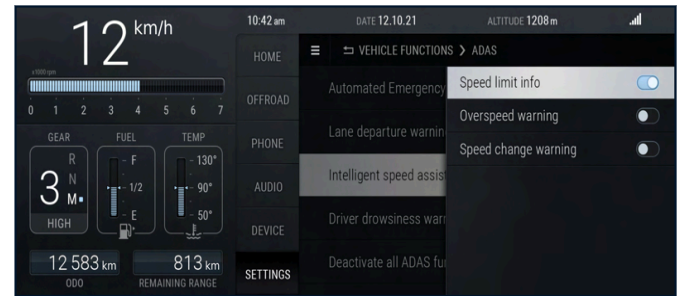 12 km/h
x1000 rpm
0 1 2 3 4 5 6 7
GEAR FUEL TEMP
R
3 N
M
HIGH
F
1/2
E
130°
90°
50°
12 583 km 813 km
ODO REMAINING RANGE
10:42 am DATE 12.10.21 ALTITUDE 1208 m
HOME
OFFROAD
PHONE
AUDIO
DEVICE
SETTINGS
VEHICLE FUNCTIONS > ADAS
Automated Emergency
Lane departure warnin
Intelligent speed assist
Driver drowsiness warn
Deactivate all ADAS fun
Speed limit info
Overspeed warning
Speed change warning